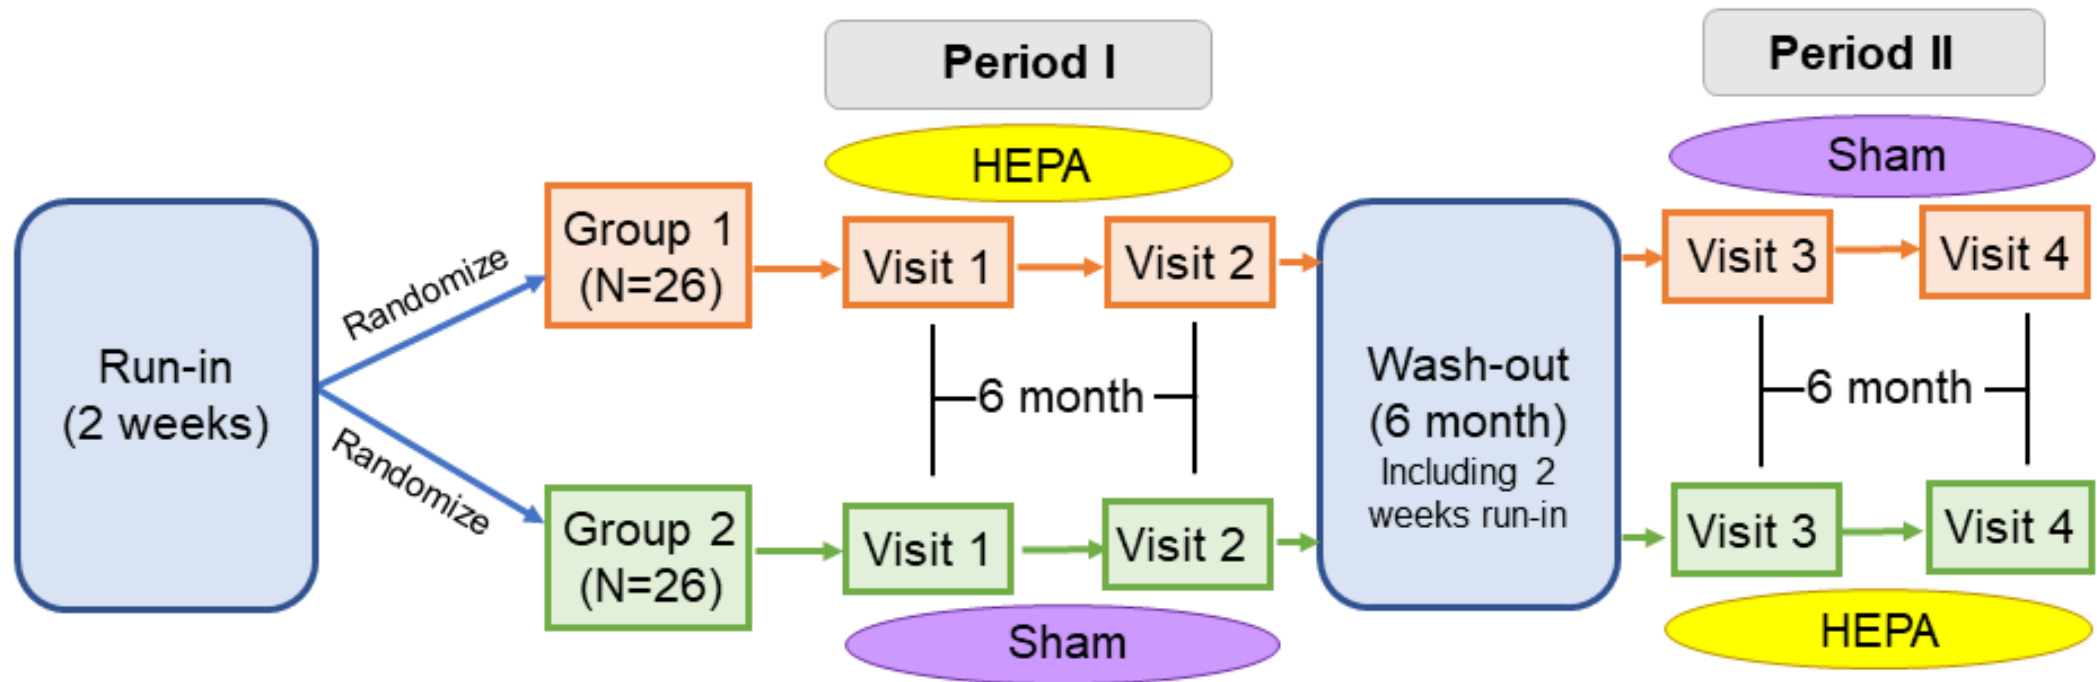 Period I
Period II
HEPA
Sham
Run-in
(2 weeks)
Randomize
Randomize
Group 1
(N=26)
Visit 1
Visit 2
6 month
Group 2
(N=26)
Visit 1
Visit 2
Sham
Wash-out
(6 month)
Including 2
weeks run-in
Visit 3
Visit 4
6 month
Visit 3
Visit 4
HEPA